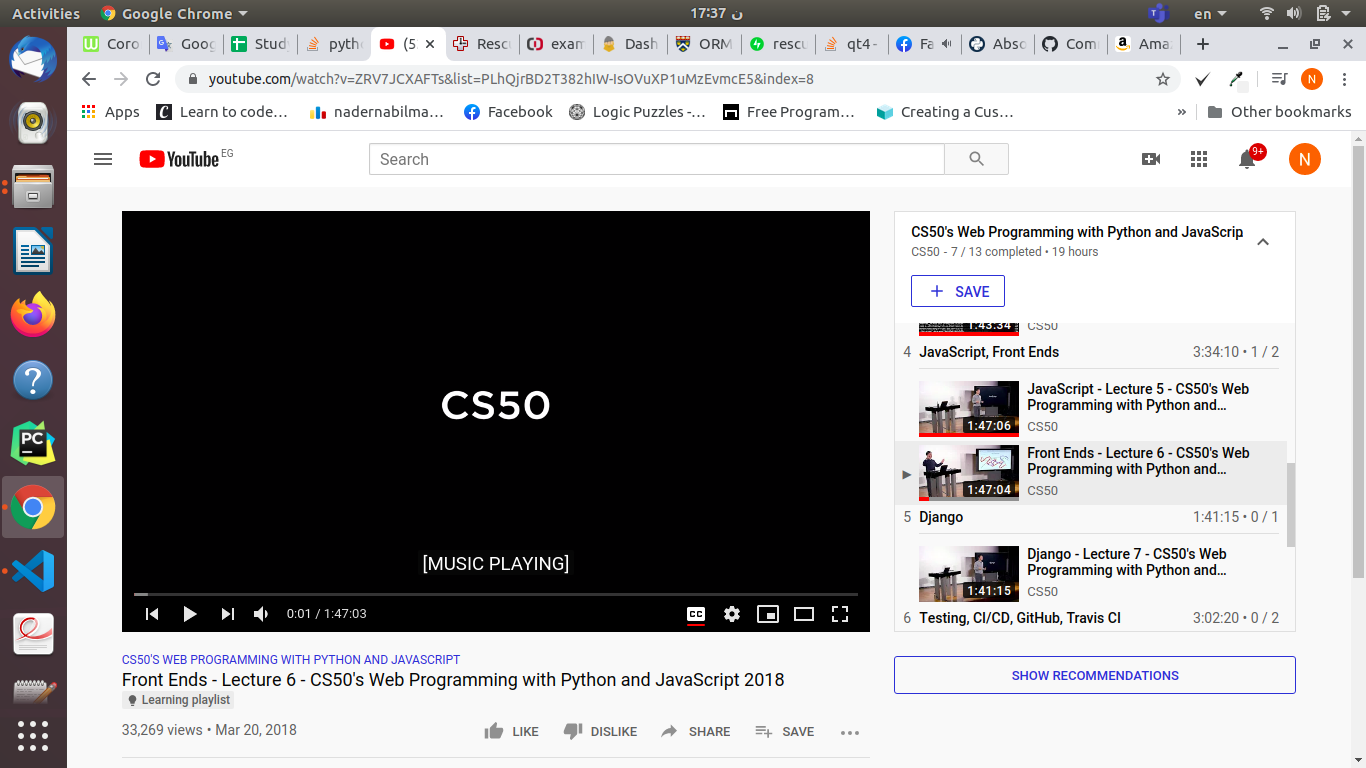 Activities
Google Chrome
17:37 ن
en
Coro
Goog
Study
pytho
(5
Rescu
exam
Dash
ORM
rescu
qt4 -
Fa
Abso
Com
Ama
youtube.com/watch?v=ZRV7JCXAFTs&list=PLhQjrBD2T382hIW-IsOVuXP1uMzEvmcE5&index=8
N
Apps
Learn to code...
nadernabilma...
Facebook
Logic Puzzles -...
Free Program...
Creating a Cus...
»
Other bookmarks
YouTube EG
Search
9+
N
CS50
[MUSIC PLAYING]
0:01 / 1:47:03
CC
CS50'S WEB PROGRAMMING WITH PYTHON AND JAVASCRIPT
Front Ends - Lecture 6 - CS50's Web Programming with Python and JavaScript 2018
Learning playlist
33,269 views • Mar 20, 2018
LIKE
DISLIKE
SHARE
SAVE
CS50's Web Programming with Python and JavaScrip
CS50 - 7 / 13 completed • 19 hours
+ SAVE
1:43:34
CS50
4 JavaScript, Front Ends 3:34:10 • 1 / 2
JavaScript - Lecture 5 - CS50's Web
Programming with Python and...
1:47:06
CS50
Front Ends - Lecture 6 - CS50's Web
Programming with Python and...
1:47:04
CS50
5 Django 1:41:15 • 0 / 1
Django - Lecture 7 - CS50's Web
Programming with Python and...
1:41:15
CS50
6 Testing, CI/CD, GitHub, Travis CI 3:02:20 • 0 / 2
SHOW RECOMMENDATIONS
PC